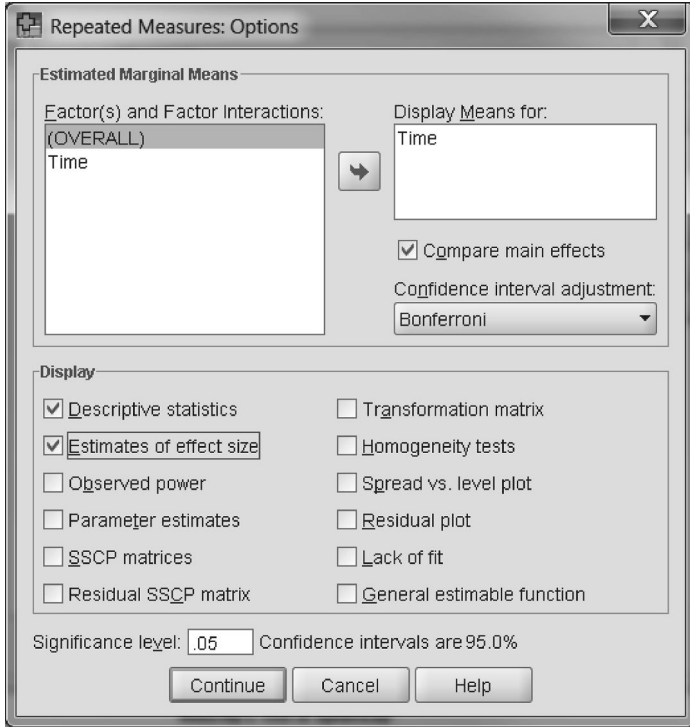 Repeated Measures: Options
X
Estimated Marginal Means
Factor(s) and Factor Interactions:
(OVERALL)
Time
Display Means for:
Time
Compare main effects
Confidence interval adjustment:
Bonferroni
Display
Descriptive statistics
Estimates of effect size
Observed power
Parameter estimates
SSCP matrices
Residual SSCP matrix
Transformation matrix
Homogeneity tests
Spread vs. level plot
Residual plot
Lack of fit
General estimable function
Significance level: .05 Confidence intervals are 95.0%
Continue Cancel Help